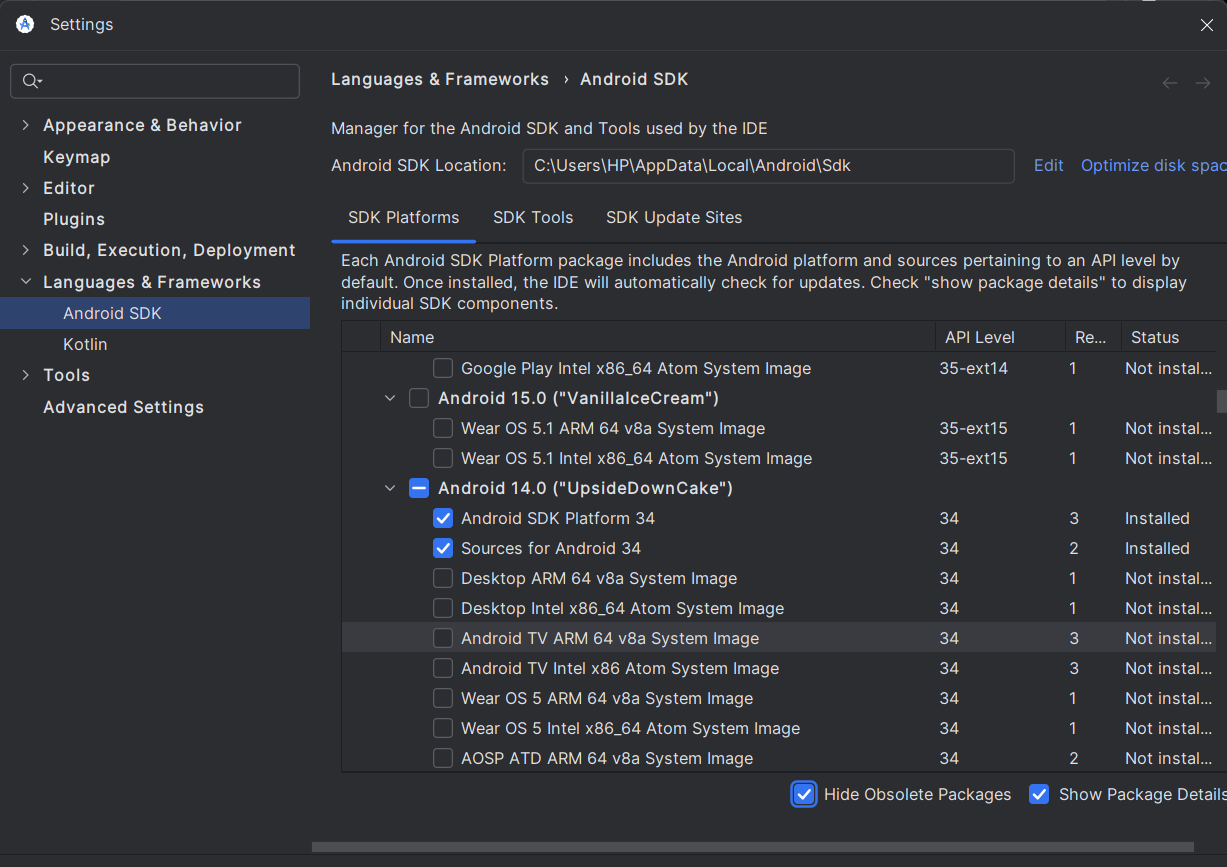 Settings
Languages & Frameworks › Android SDK
Appearance & Behavior
Keymap
Editor
Plugins
Build, Execution, Deployment
Languages & Frameworks
Android SDK
Kotlin
Tools
Advanced Settings
Manager for the Android SDK and Tools used by the IDE
Android SDK Location: C:\Users\HP\AppData\Local\Android\Sdk Edit Optimize disk spac
SDK Platforms SDK Tools SDK Update Sites
Each Android SDK Platform package includes the Android platform and sources pertaining to an API level by
default. Once installed, the IDE will automatically check for updates. Check "show package details" to display
individual SDK components.
Name API Level Re... Status
Google Play Intel x86_64 Atom System Image 35-ext14 1 Not instal...
Android 15.0 ("VanillaIceCream")
Wear OS 5.1 ARM 64 v8a System Image 35-ext15 1 Not instal...
Wear OS 5.1 Intel x86_64 Atom System Image 35-ext15 1 Not instal...
Android 14.0 ("UpsideDownCake")
Android SDK Platform 34 34 3 Installed
Sources for Android 34 34 2 Installed
Desktop ARM 64 v8a System Image 34 1 Not instal...
Desktop Intel x86_64 Atom System Image 34 1 Not instal...
Android TV ARM 64 v8a System Image 34 3 Not instal...
Android TV Intel x86 Atom System Image 34 3 Not instal...
Wear OS 5 ARM 64 v8a System Image 34 1 Not instal...
Wear OS 5 Intel x86_64 Atom System Image 34 1 Not instal...
AOSP ATD ARM 64 v8a System Image 34 2 Not instal...
Hide Obsolete Packages Show Package Details